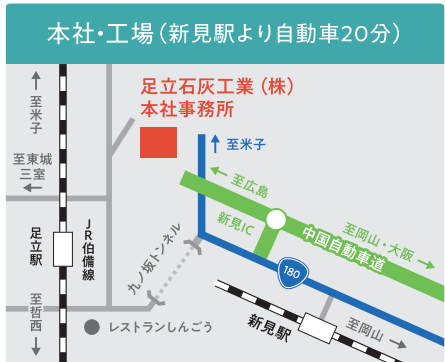 本社・工場（新見駅より自動車20分）
足立石灰工業（株）
本社事務所
至米子
至米子
至東城
三室
至広島
新見IC
中国自動車道
至岡山・大阪
足立駅
JR伯備線
九ノ坂トンネル
180
至哲西
レストランしんごう
新見駅
至岡山